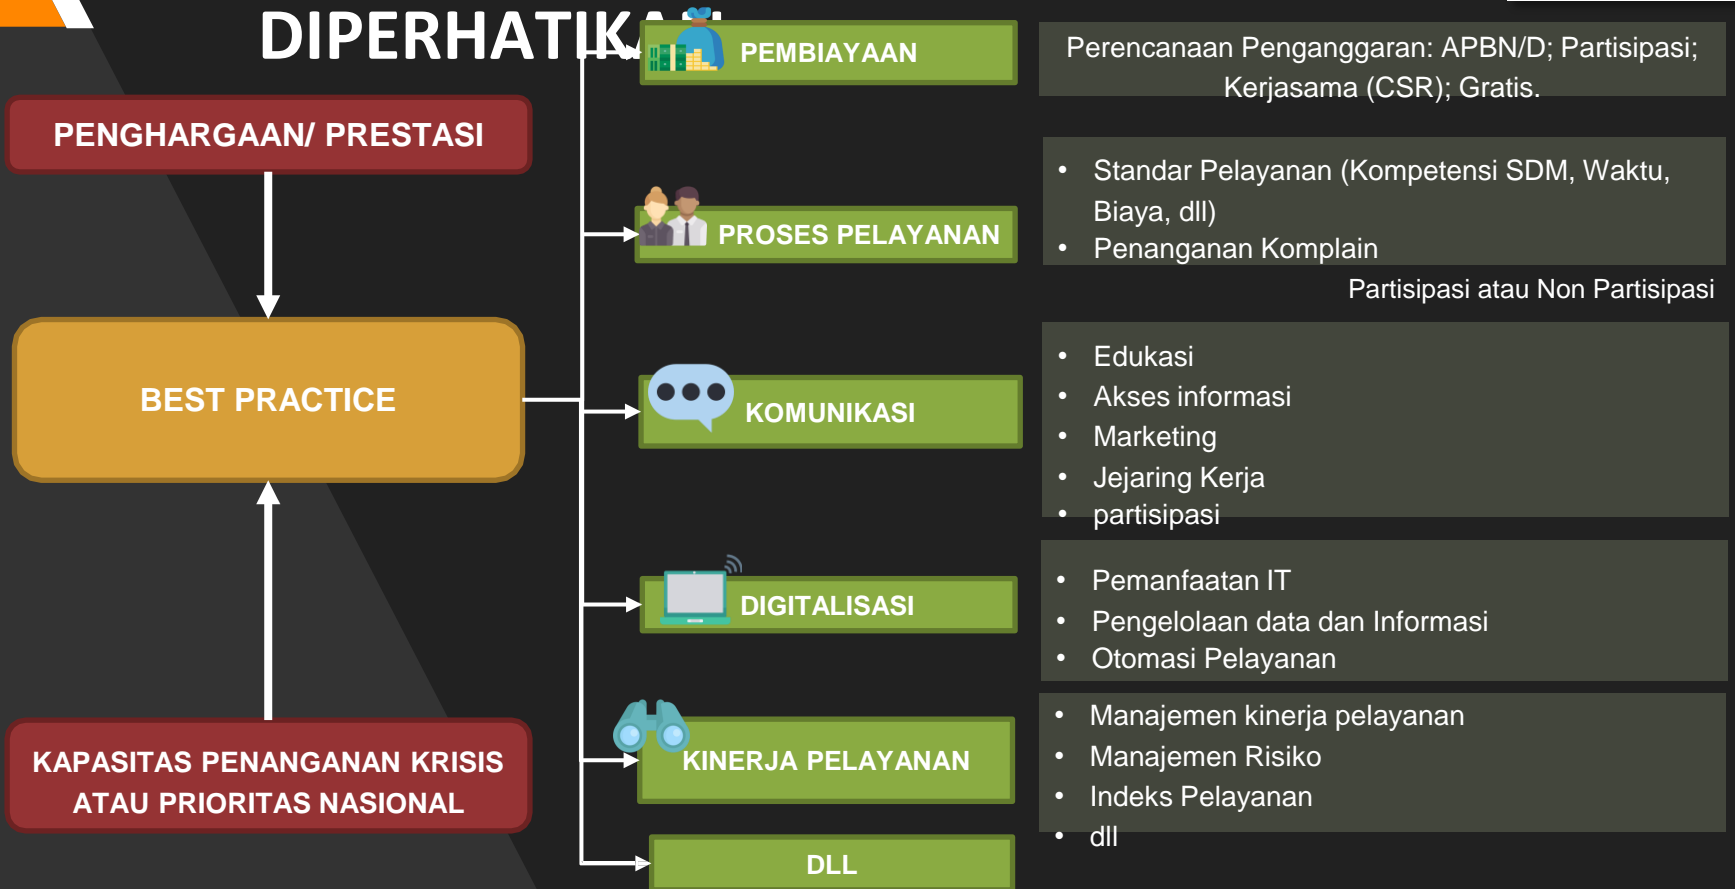 DIPERHATIKAN
PENGHARGAAN/ PRESTASI
BEST PRACTICE
KAPASITAS PENANGANAN KRISIS
ATAU PRIORITAS NASIONAL
PEMBIAYAAN
Perencanaan Penganggaran: APBN/D; Partisipasi;
Kerjasama (CSR); Gratis.
PROSES PELAYANAN
• Standar Pelayanan (Kompetensi SDM, Waktu,
Biaya, dll)
• Penanganan Komplain
Partisipasi atau Non Partisipasi
KOMUNIKASI
• Edukasi
• Akses informasi
• Marketing
• Jejaring Kerja
• partisipasi
DIGITALISASI
• Pemanfaatan IT
• Pengelolaan data dan Informasi
• Otomasi Pelayanan
KINERJA PELAYANAN
• Manajemen kinerja pelayanan
• Manajemen Risiko
• Indeks Pelayanan
• dll
DLL